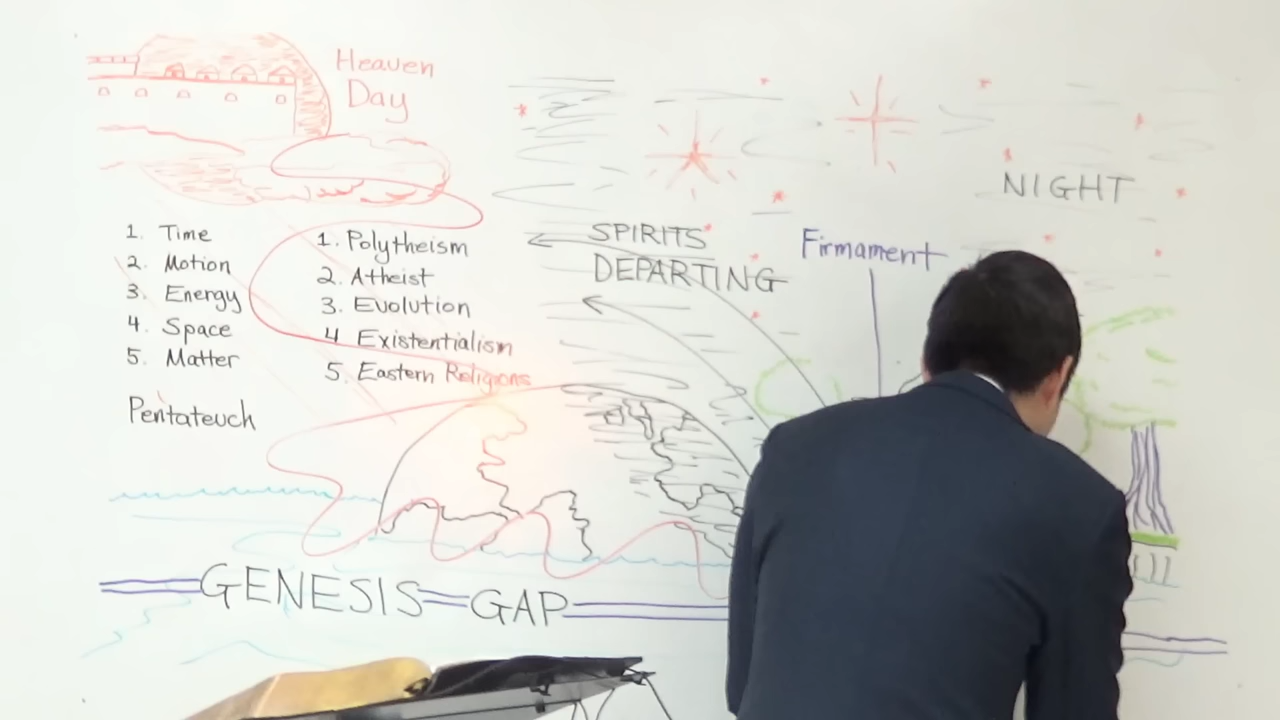 Heaven
Day
NIGHT
SPIRITS
DEPARTING
Firmament
1. Time
2. Motion
3. Energy
4. Space
5. Matter
Pentateuch
1. Polytheism
2. Atheist
3. Evolution
4 Existentialism
5. Eastern Religions
GENESIS GAP